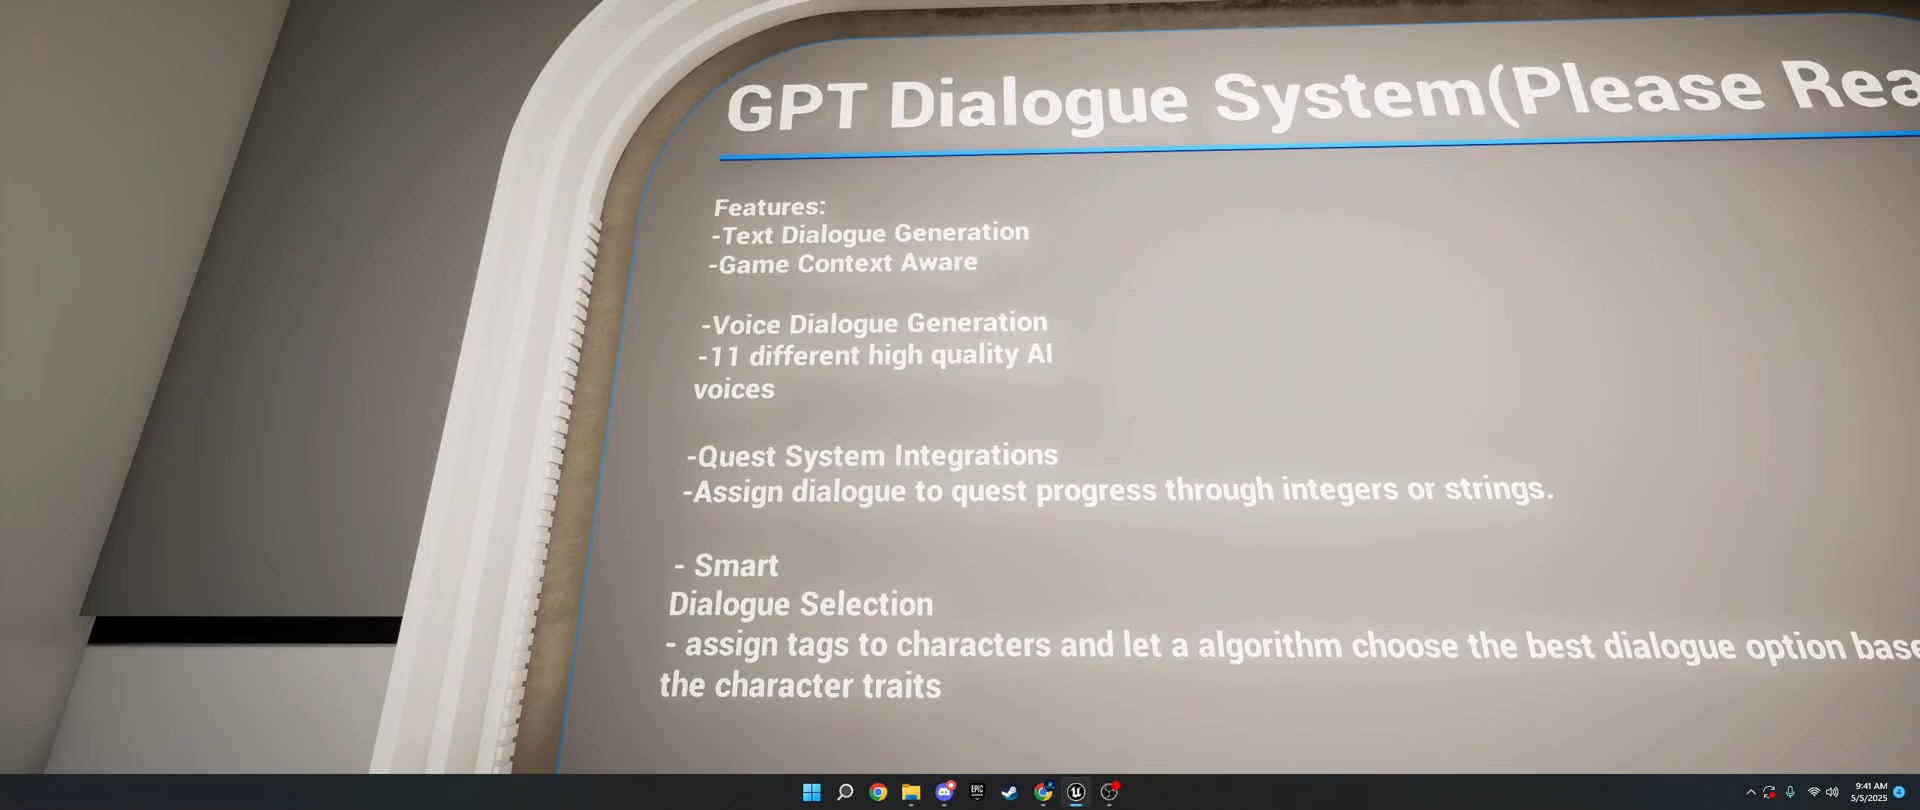 GPT Dialogue System(Please Rea
Features:
-Text Dialogue Generation
-Game Context Aware
-Voice Dialogue Generation
-11 different high quality AI
voices
-Quest System Integrations
-Assign dialogue to quest progress through integers or strings.
- Smart
Dialogue Selection
- assign tags to characters and let a algorithm choose the best dialogue option base
the character traits
EPIC
9:41 AM
5/5/2025
4